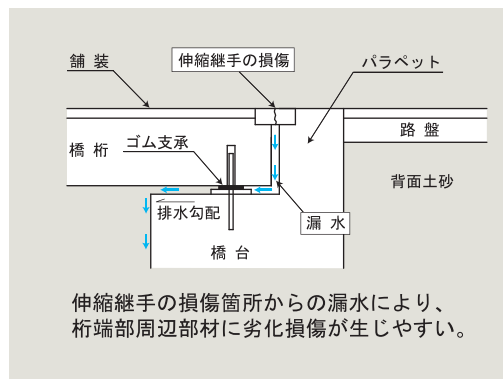 舗装
伸縮継手の損傷
パラペット
路盤
橋桁
ゴム支承
背面土砂
排水勾配
漏水
橋台
伸縮継手の損傷箇所からの漏水により、
桁端部周辺部材に劣化損傷が生じやすい。